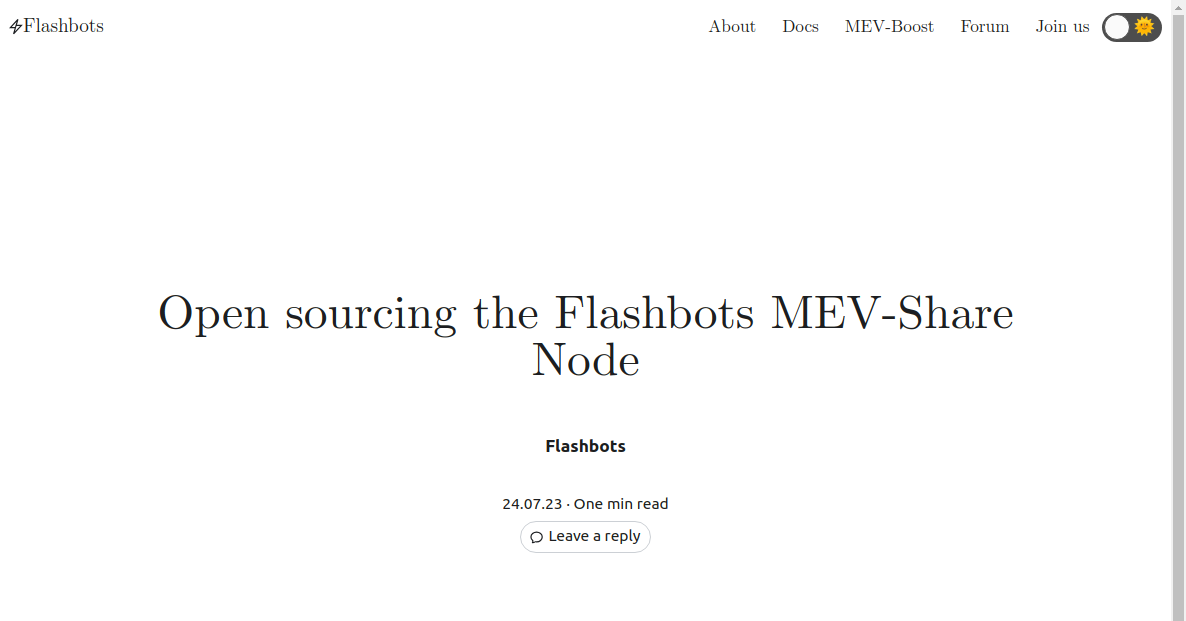 Flashbots
About Docs MEV-Boost Forum Join us
Open sourcing the Flashbots MEV-Share
Node
Flashbots
24.07.23 · One min read
Leave a reply